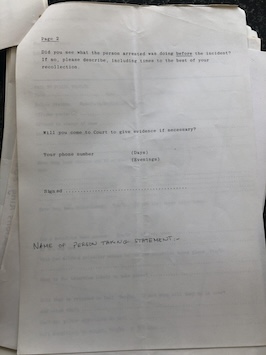 Page 2
Did you see what the person arrested was doing before the incident?
If so, please describe, including times to the best of your
recollection.
Will you come to Court to give evidence if necessary?
Your phone number (Days)
(Evenings)
Signed ......................................
NAME OF PERSON TAKING STATEMENT :-